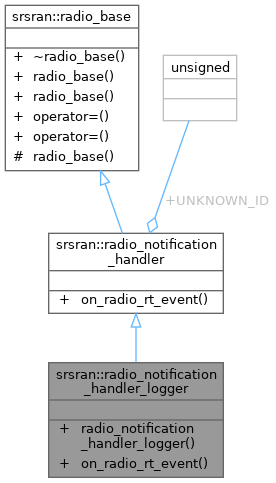 srsran::radio_base
+ ~radio_base()
+ radio_base()
+ radio_base()
+ operator=()
+ operator=()
# radio_base()
unsigned
+UNKNOWN_ID
srsran::radio_notification
_handler
+ on_radio_rt_event()
srsran::radio_notification
_handler_logger
+ radio_notification
_handler_logger()
+ on_radio_rt_event()